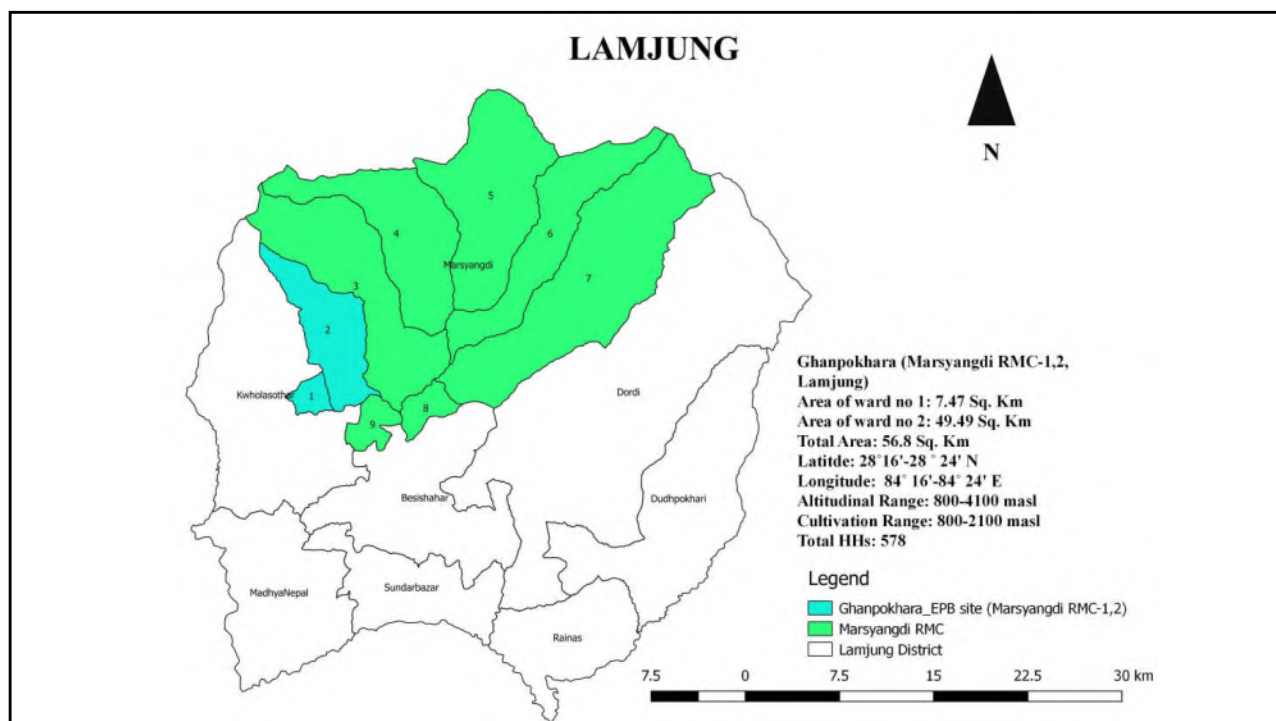 LAMJUNG
N
5
4
6
Marsyangdi
7
3
2
Kwholasothar
1
8
9
Dordi
Besishahar
Dudhpokhari
MadhyaNepal
Sundarbazar
Rainas
Ghanpokhara (Marsyangdi RMC-1,2,
Lamjung)
Area of ward no 1: 7.47 Sq. Km
Area of ward no 2: 49.49 Sq. Km
Total Area: 56.8 Sq. Km
Latitde: 28°16'-28 ° 24' N
Longitude:  84° 16'-84° 24' E
Altitudinal Range: 800-4100 masl
Cultivation Range: 800-2100 masl
Total HHs: 578
Legend
Ghanpokhara_EPB site (Marsyangdi RMC-1,2)
Marsyangdi RMC
Lamjung District
7.5 0 7.5 15 22.5 30 km